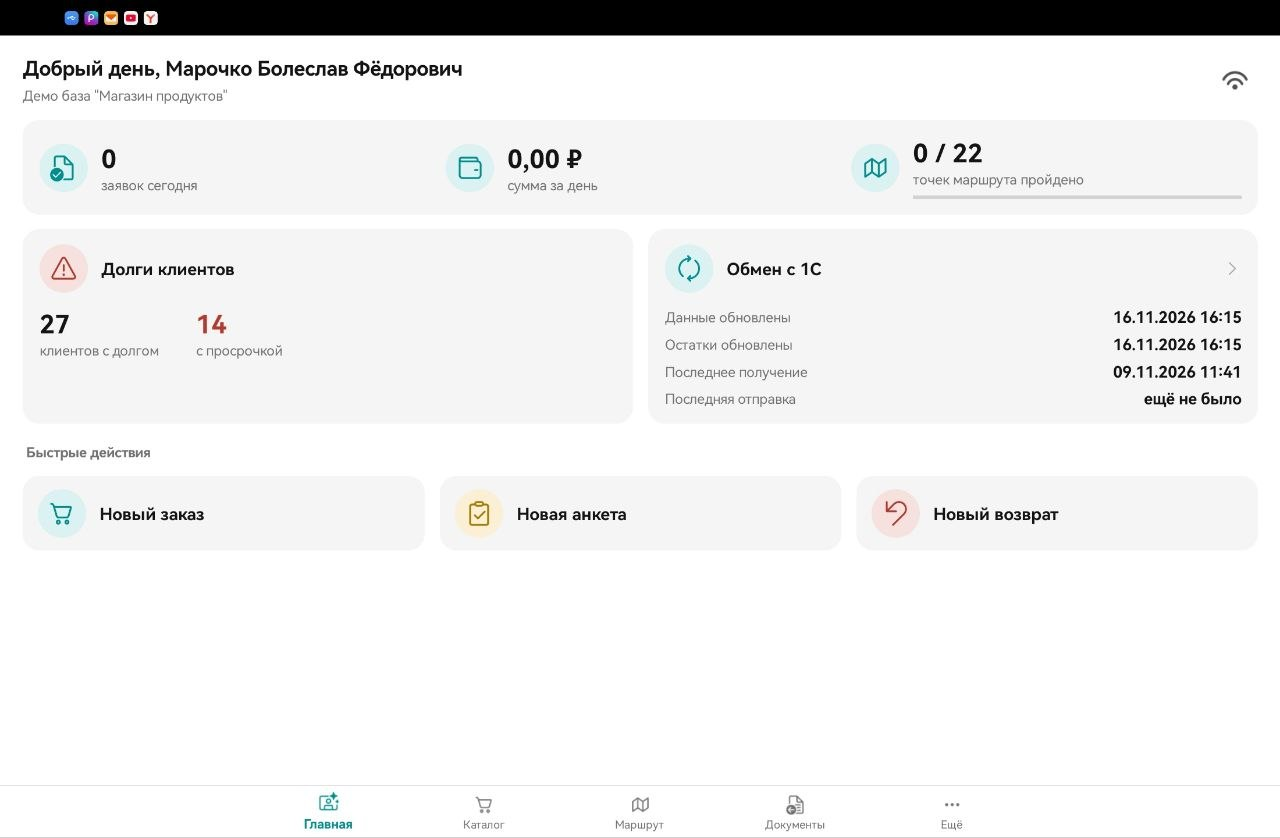 Добрый день, Марочко Болеслав Фёдорович
Демо база "Магазин продуктов"
0
заявок сегодня
0,00 ₽
сумма за день
0 / 22
точек маршрута пройдено
Долги клиентов
27
клиентов с долгом
14
с просрочкой
Обмен с 1С
Данные обновлены 16.11.2026 16:15
Остатки обновлены 16.11.2026 16:15
Последнее получение 09.11.2026 11:41
Последняя отправка ещё не было
Быстрые действия
Новый заказ
Новая анкета
Новый возврат
Главная
Каталог
Маршрут
Документы
Ещё